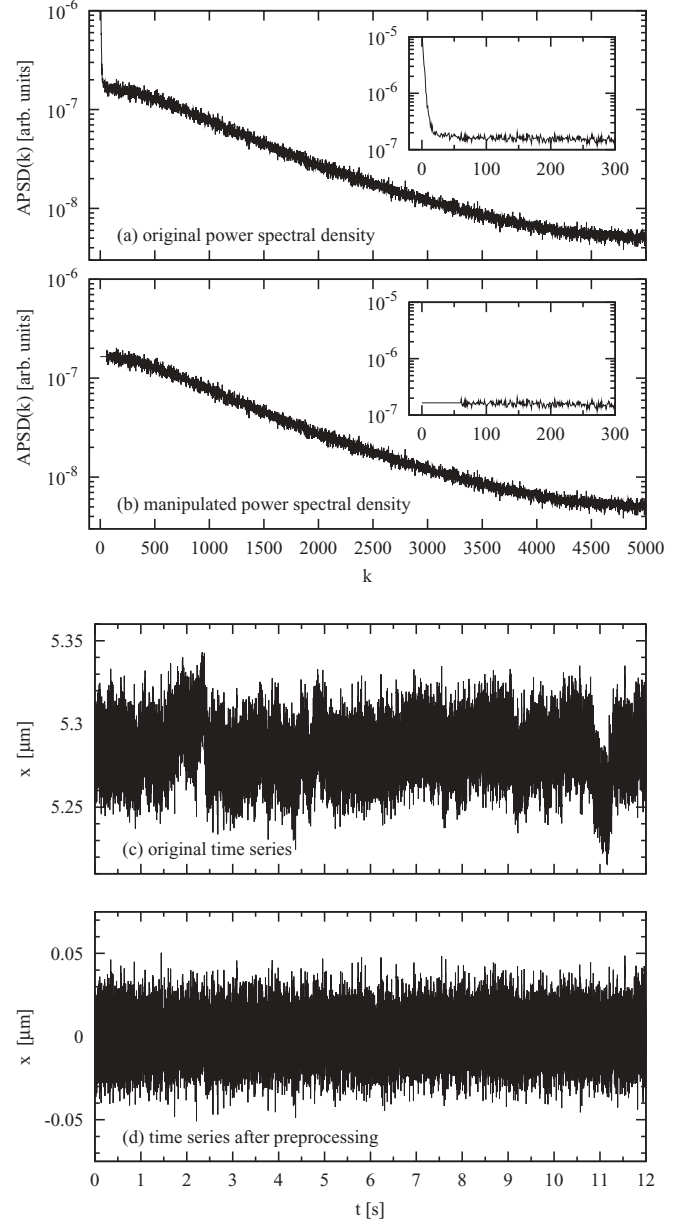 10^-6
10^-7
10^-8
APSD(k) [arb. units]
(a) original power spectral density
10^-5
10^-6
10^-7
0 100 200 300
10^-6
10^-7
10^-8
APSD(k) [arb. units]
(b) manipulated power spectral density
10^-5
10^-6
10^-7
0 100 200 300
0 500 1000 1500 2000 2500 3000 3500 4000 4500 5000
k
5.35
5.3
5.25
x [μm]
(c) original time series
0.05
0
-0.05
x [μm]
(d) time series after preprocessing
0 1 2 3 4 5 6 7 8 9 10 11 12
t [s]